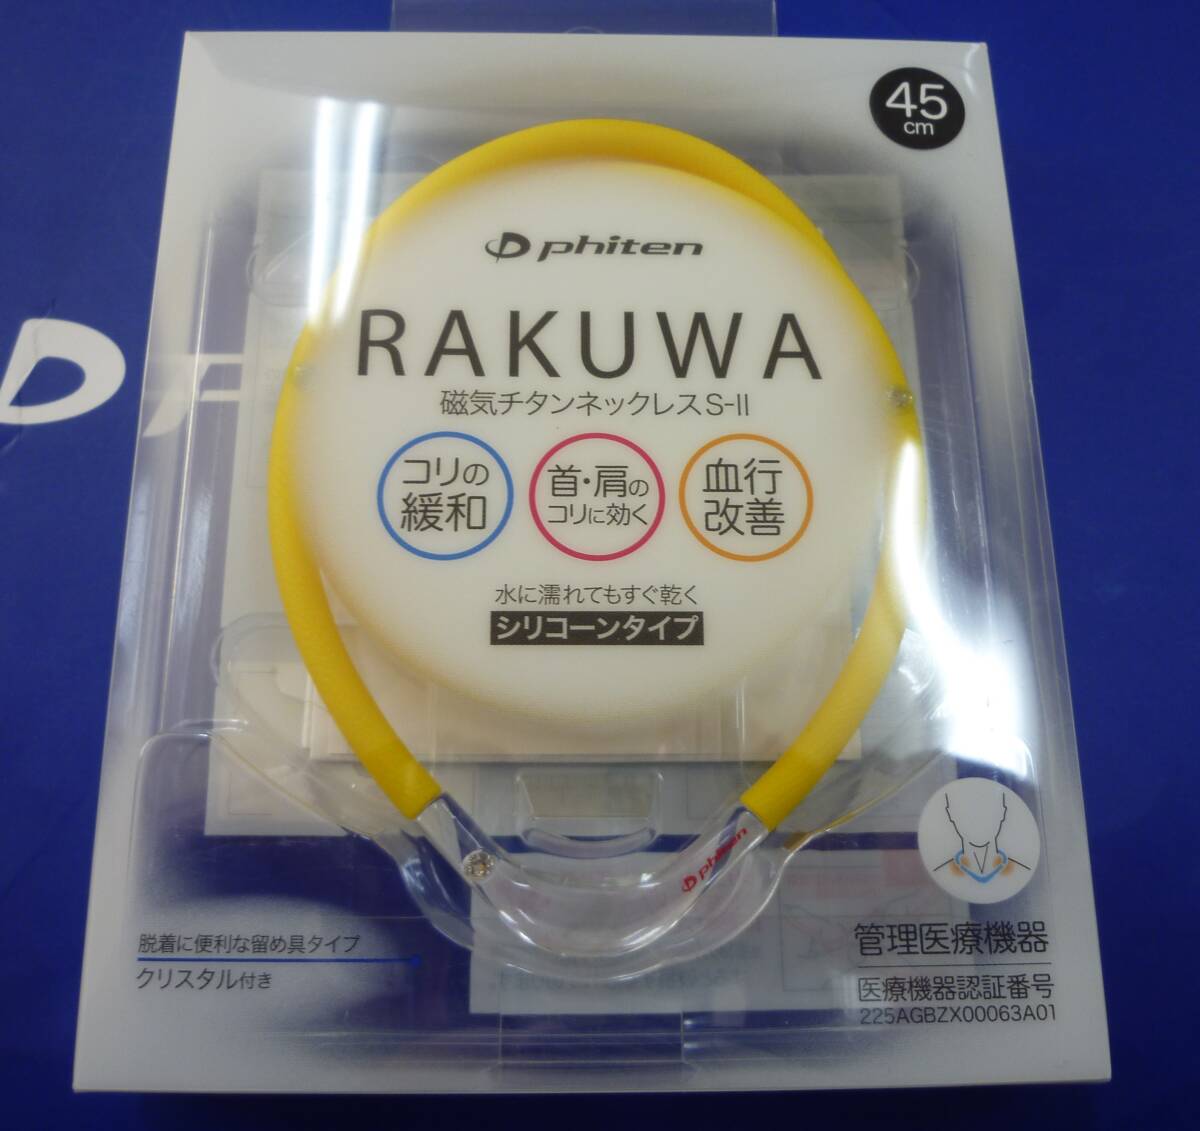 45
cm
phiten
RAKUWA
磁気チタンネックレス S-II
コリの
緩和
首・肩の
コリに効く
血行
改善
水に濡れてもすぐ乾く
シリコーンタイプ
phiten
脱着に便利な留め具タイプ
クリスタル付き
管理医療機器
医療機器認証番号
225AGBZX00063A01